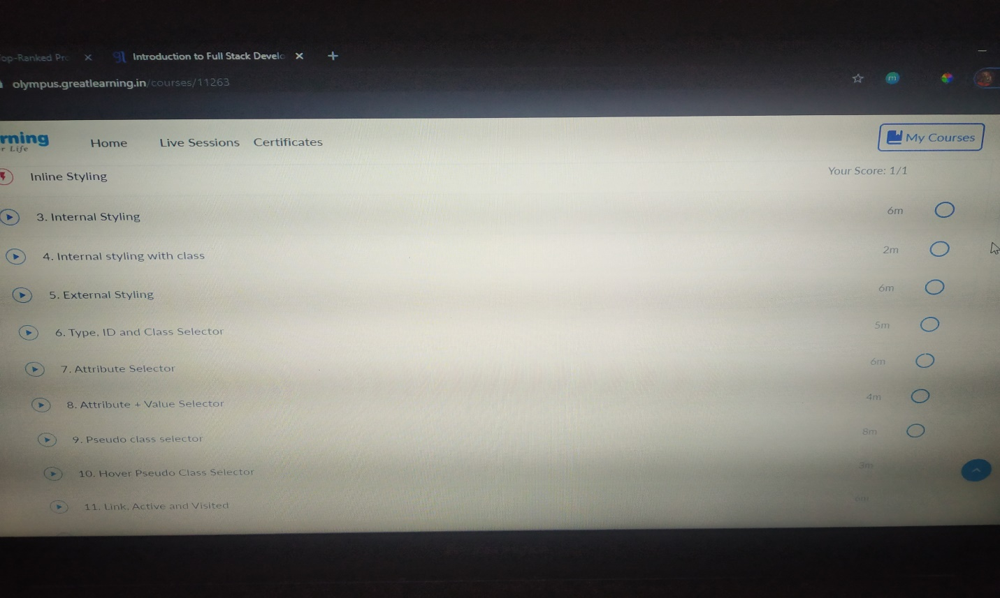 op-Ranked Pr
Introduction to Full Stack Develo
olympus.greatlearning.in/courses/11263
rning
r Life
Home
Live Sessions
Certificates
My Courses
Inline Styling
Your Score: 1/1
3. Internal Styling
6m
4. Internal styling with class
2m
5. External Styling
6m
6. Type, ID and Class Selector
5m
7. Attribute Selector
6m
8. Attribute + Value Selector
4m
9. Pseudo class selector
8m
10. Hover Pseudo Class Selector
3m
11. Link, Active and Visited
6m